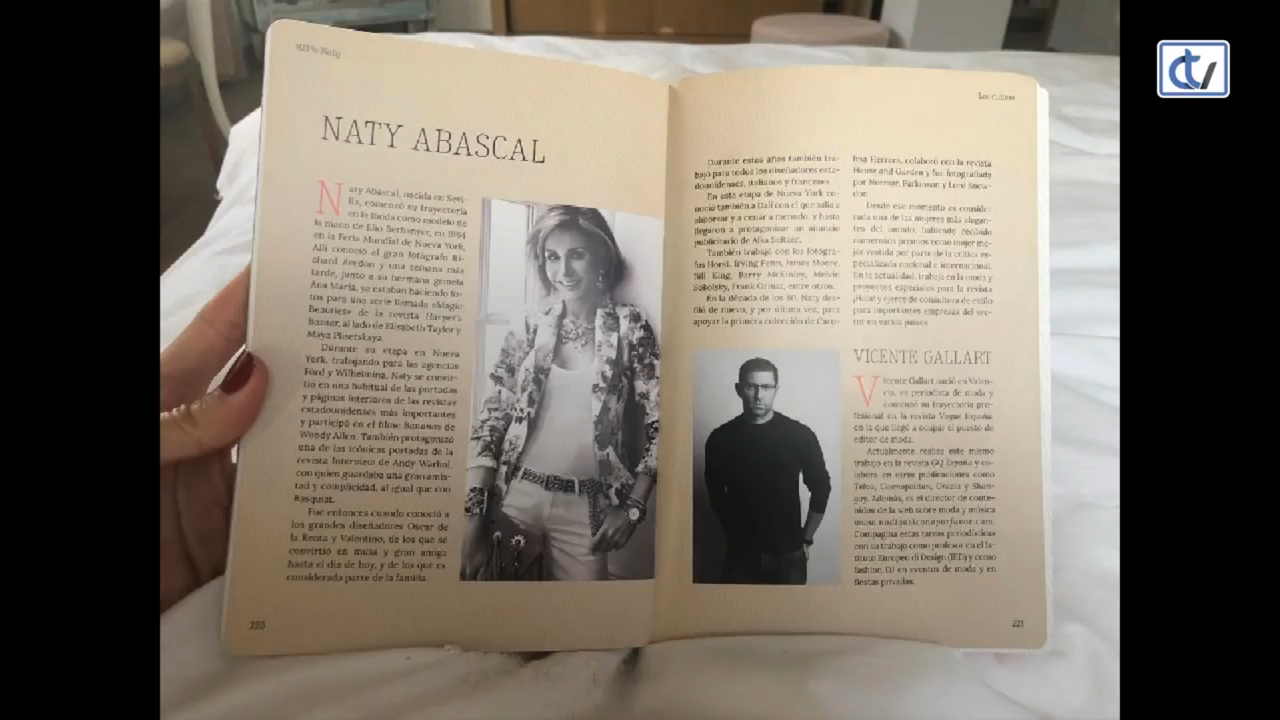 100% Naty
NATY ABASCAL
Naty Abascal, nacida en Sevi-
lla, comenzó su trayectoria
en la moda como modelo de
la mano de Elio Berhanyer, en 1964
en la Feria Mundial de Nueva York.
Allí conoció al gran fotógrafo Ri-
chard Avedon y una semana más
tarde, junto a su hermana gemela
Ana María, ya estaban haciendo fo-
tos para una serie llamada «Magic
Beauties» de la revista Harper's
Bazaar, al lado de Elisabeth Taylor y
Maya Plisetskaya.
Durante su etapa en Nueva
York, trabajando para las agencias
Ford y Wilhelmina, Naty se convir-
tió en una habitual de las portadas
y páginas interiores de las revistas
estadounidenses más importantes
y participó en el filme Bananas de
Woody Allen. También protagonizó
una de las icónicas portadas de la
revista Interview de Andy Warhol,
con quien guardaba una gran amis-
tad y complicidad, al igual que con
Basquiat.
Fue entonces cuando conoció a
los grandes diseñadores Oscar de
la Renta y Valentino, de los que se
convirtió en musa y gran amiga
hasta el día de hoy, y de los que es
considerada parte de la familia.
220
Durante estos años también tra-
bajó para todos los diseñadores esta-
dounidenses, italianos y franceses.
En esta etapa de Nueva York co-
noció también a Dalí con el que salía a
almorzar y a cenar a menudo, y hasta
llegaron a protagonizar un anuncio
publicitario de Alka Seltzer.
También trabajó con los fotógra-
fos Horst, Irving Penn, James Moore,
Bill King, Barry McKinley, Melvin
Sokolsky, Frank Orivat, entre otros.
En la década de los 80, Naty des-
filó de nuevo, y por última vez, para
apoyar la primera colección de Caro-
lina Herrera, colaboró con la revista
House and Garden y fue fotografiada
por Norman Parkinson y Lord Snow-
don.
Desde ese momento es conside-
rada una de las mujeres más elegan-
tes del mundo, habiendo recibido
numerosos premios como mujer me-
jor vestida por parte de la crítica es-
pecializada nacional e internacional.
En la actualidad, trabaja en la moda y
proyectos especiales para la revista
¡Hola! y ejerce de consultora de estilo
para importantes empresas del sec-
tor en varios países.
VICENTE GALLART
Vicente Gallart nació en Valen-
cia, es periodista de moda y
comenzó su trayectoria pro-
fesional en la revista Vogue España,
en la que llegó a ocupar el puesto de
editor de moda.
Actualmente realiza este mismo
trabajo en la revista GQ España y co-
labora en otras publicaciones como
Telva, Cosmopolitan, Grazia y Shan-
gay. Además, es el director de conte-
nidos de la web sobre moda y música
www.nodigasiconoporfavor.com.
Compagina estas tareas periodísticas
con su trabajo como profesor en el Is-
tituto Europeo di Design (IED) y como
fashion DJ en eventos de moda y en
fiestas privadas.
221